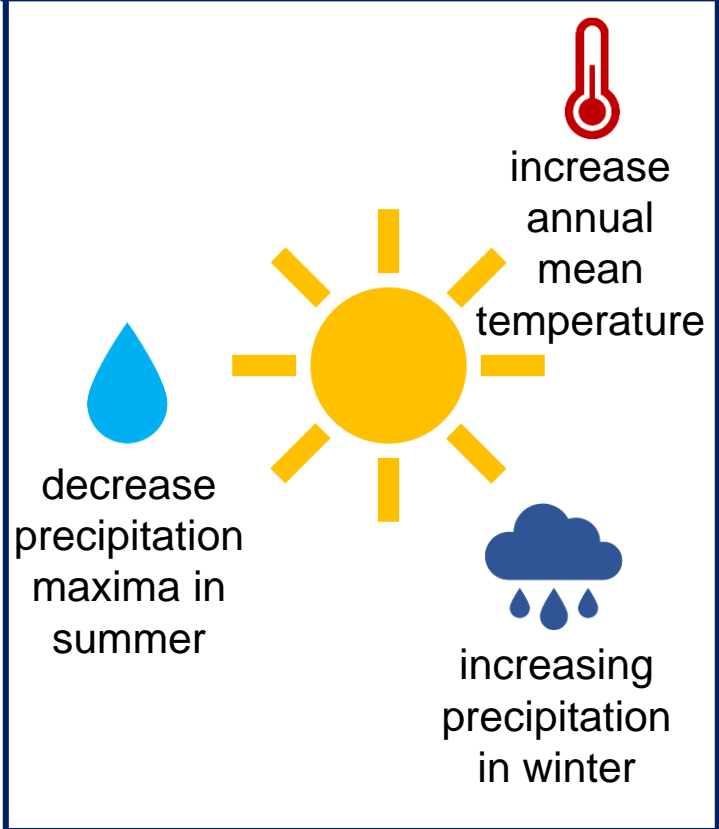 increase
annual
mean
temperature
decrease
precipitation
maxima in
summer
increasing
precipitation
in winter